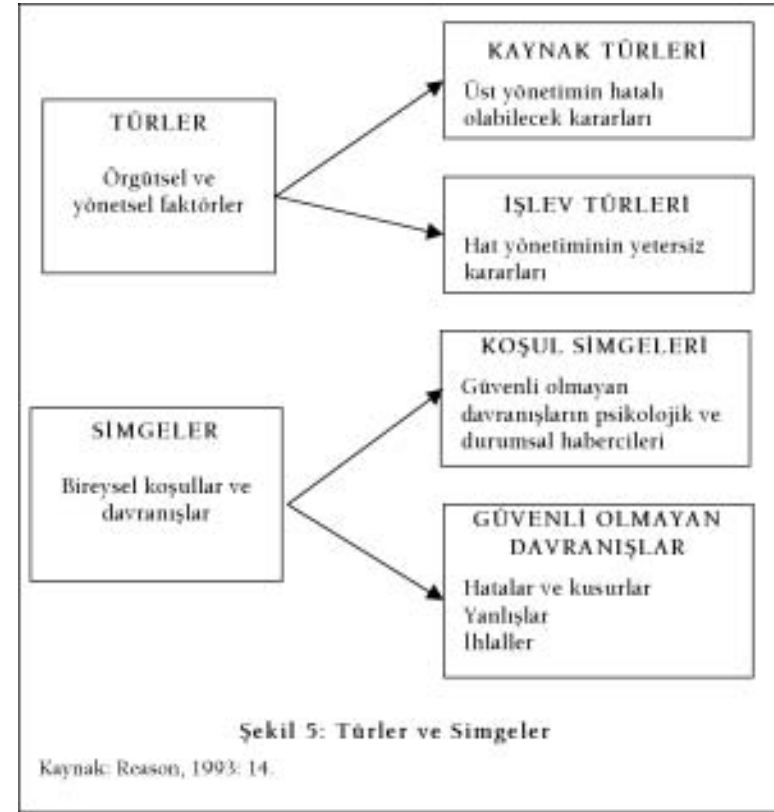 KAYNAK TÜRLERİ
Üst yönetimin hatalı
olabilecek kararları
TÜRLER
Örgütsel ve
yönetsel faktörler
İŞLEV TÜRLERİ
Hat yönetiminin yetersiz
kararları
KOŞUL SİMGELERİ
Güvenli olmayan
davranışların psikolojik ve
durumsal habercileri
SİMGELER
Bireysel koşullar ve
davranışlar
GÜVENLİ OLMAYAN
DAVRANIŞLAR
Hatalar ve kusurlar
Yanlışlar
İhlaller
Şekil 5: Türler ve Simgeler
Kaynak: Reason, 1993: 14.